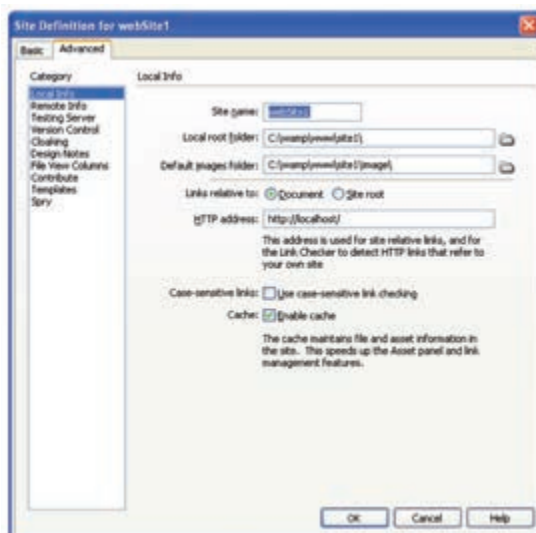 Site Definition for webSite1
Basic Advanced
Category
Local Info
Remote Info
Testing Server
Version Control
Cloaking
Design Notes
File View Columns
Contribute
Templates
Spry
Local Info
Site name: webSite1
Local root folder: C:\wamp\www\site1\
Default images folder: C:\wamp\www\site1\image\
Links relative to: Document Site root
HTTP address: http://localhost/
This address is used for site relative links, and for
the Link Checker to detect HTTP links that refer to
your own site
Case-sensitive links: Use case-sensitive link checking
Cache: Enable cache
The cache maintains file and asset information in
the site. This speeds up the Asset panel and link
management features.
OK Cancel Help